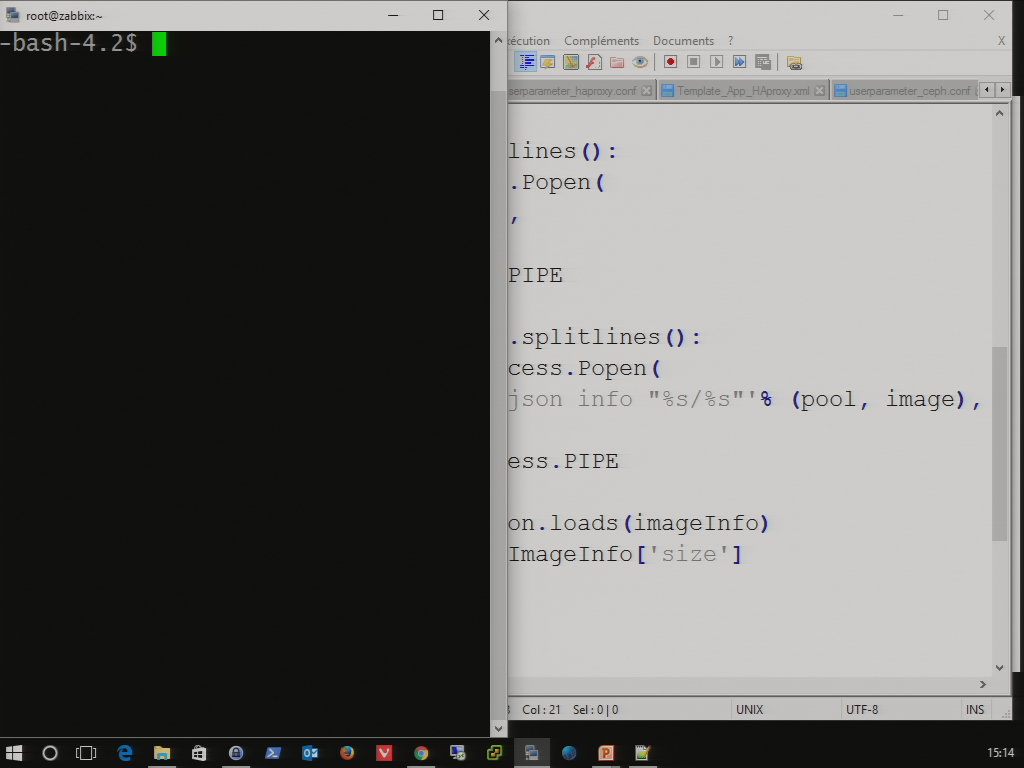 root@zabbix:~
-bash-4.2$
Compléments Documents ? X
userparameter_haproxy.conf Template_App_HAproxy.xml userparameter_ceph.conf
lines():
.Popen(
,
PIPE
.splitlines():
cess.Popen(
json info "%s/%s"'% (pool, image),
ess.PIPE
on.loads(imageInfo)
ImageInfo['size']
Col : 21 Sel : 0 | 0 UNIX UTF-8 INS
15:14